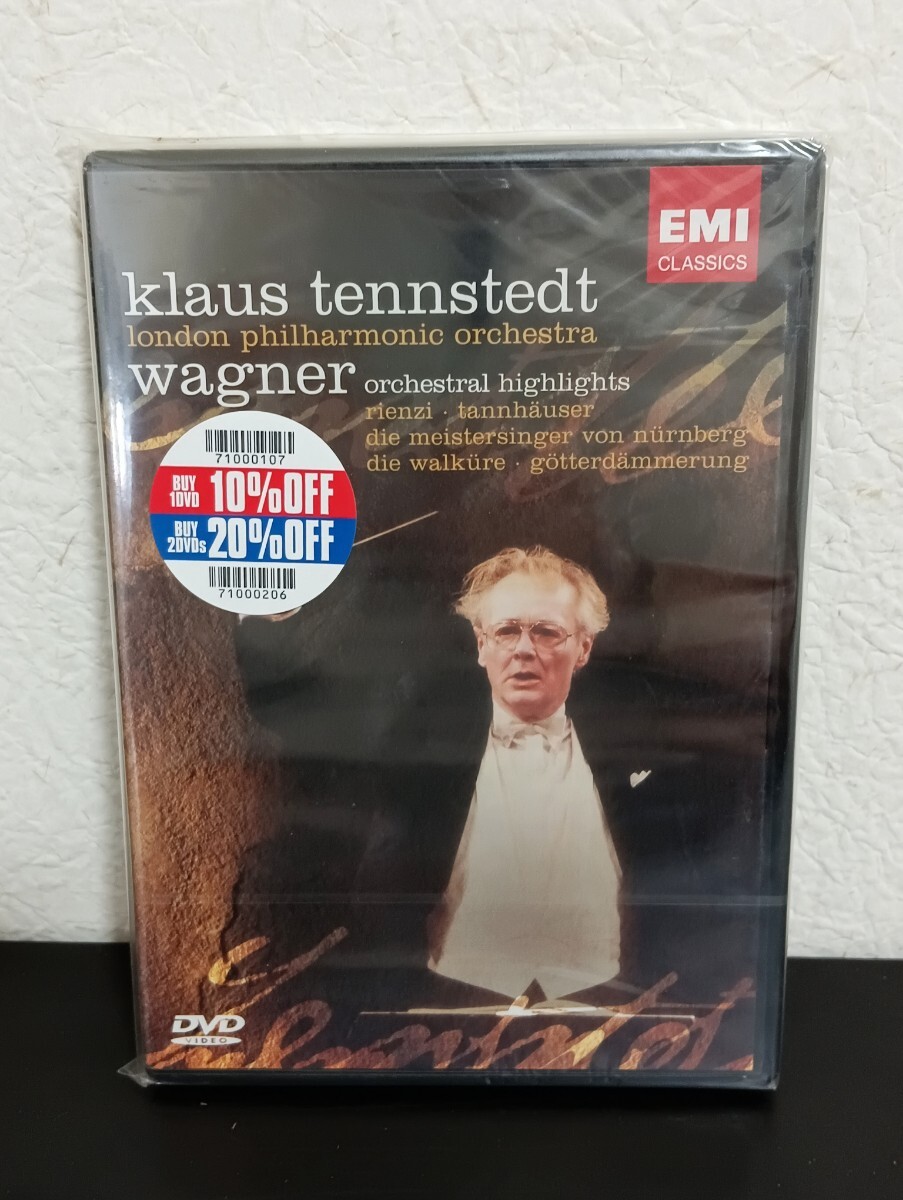 EMI
CLASSICS
klaus tennstedt
london philharmonic orchestra
wagner orchestral highlights
rienzi · tannhäuser
die meistersinger von nürnberg
die walküre · götterdämmerung
71000107
BUY 1DVD 10%OFF
BUY 2DVDs 20%OFF
71000206
DVD
VIDEO